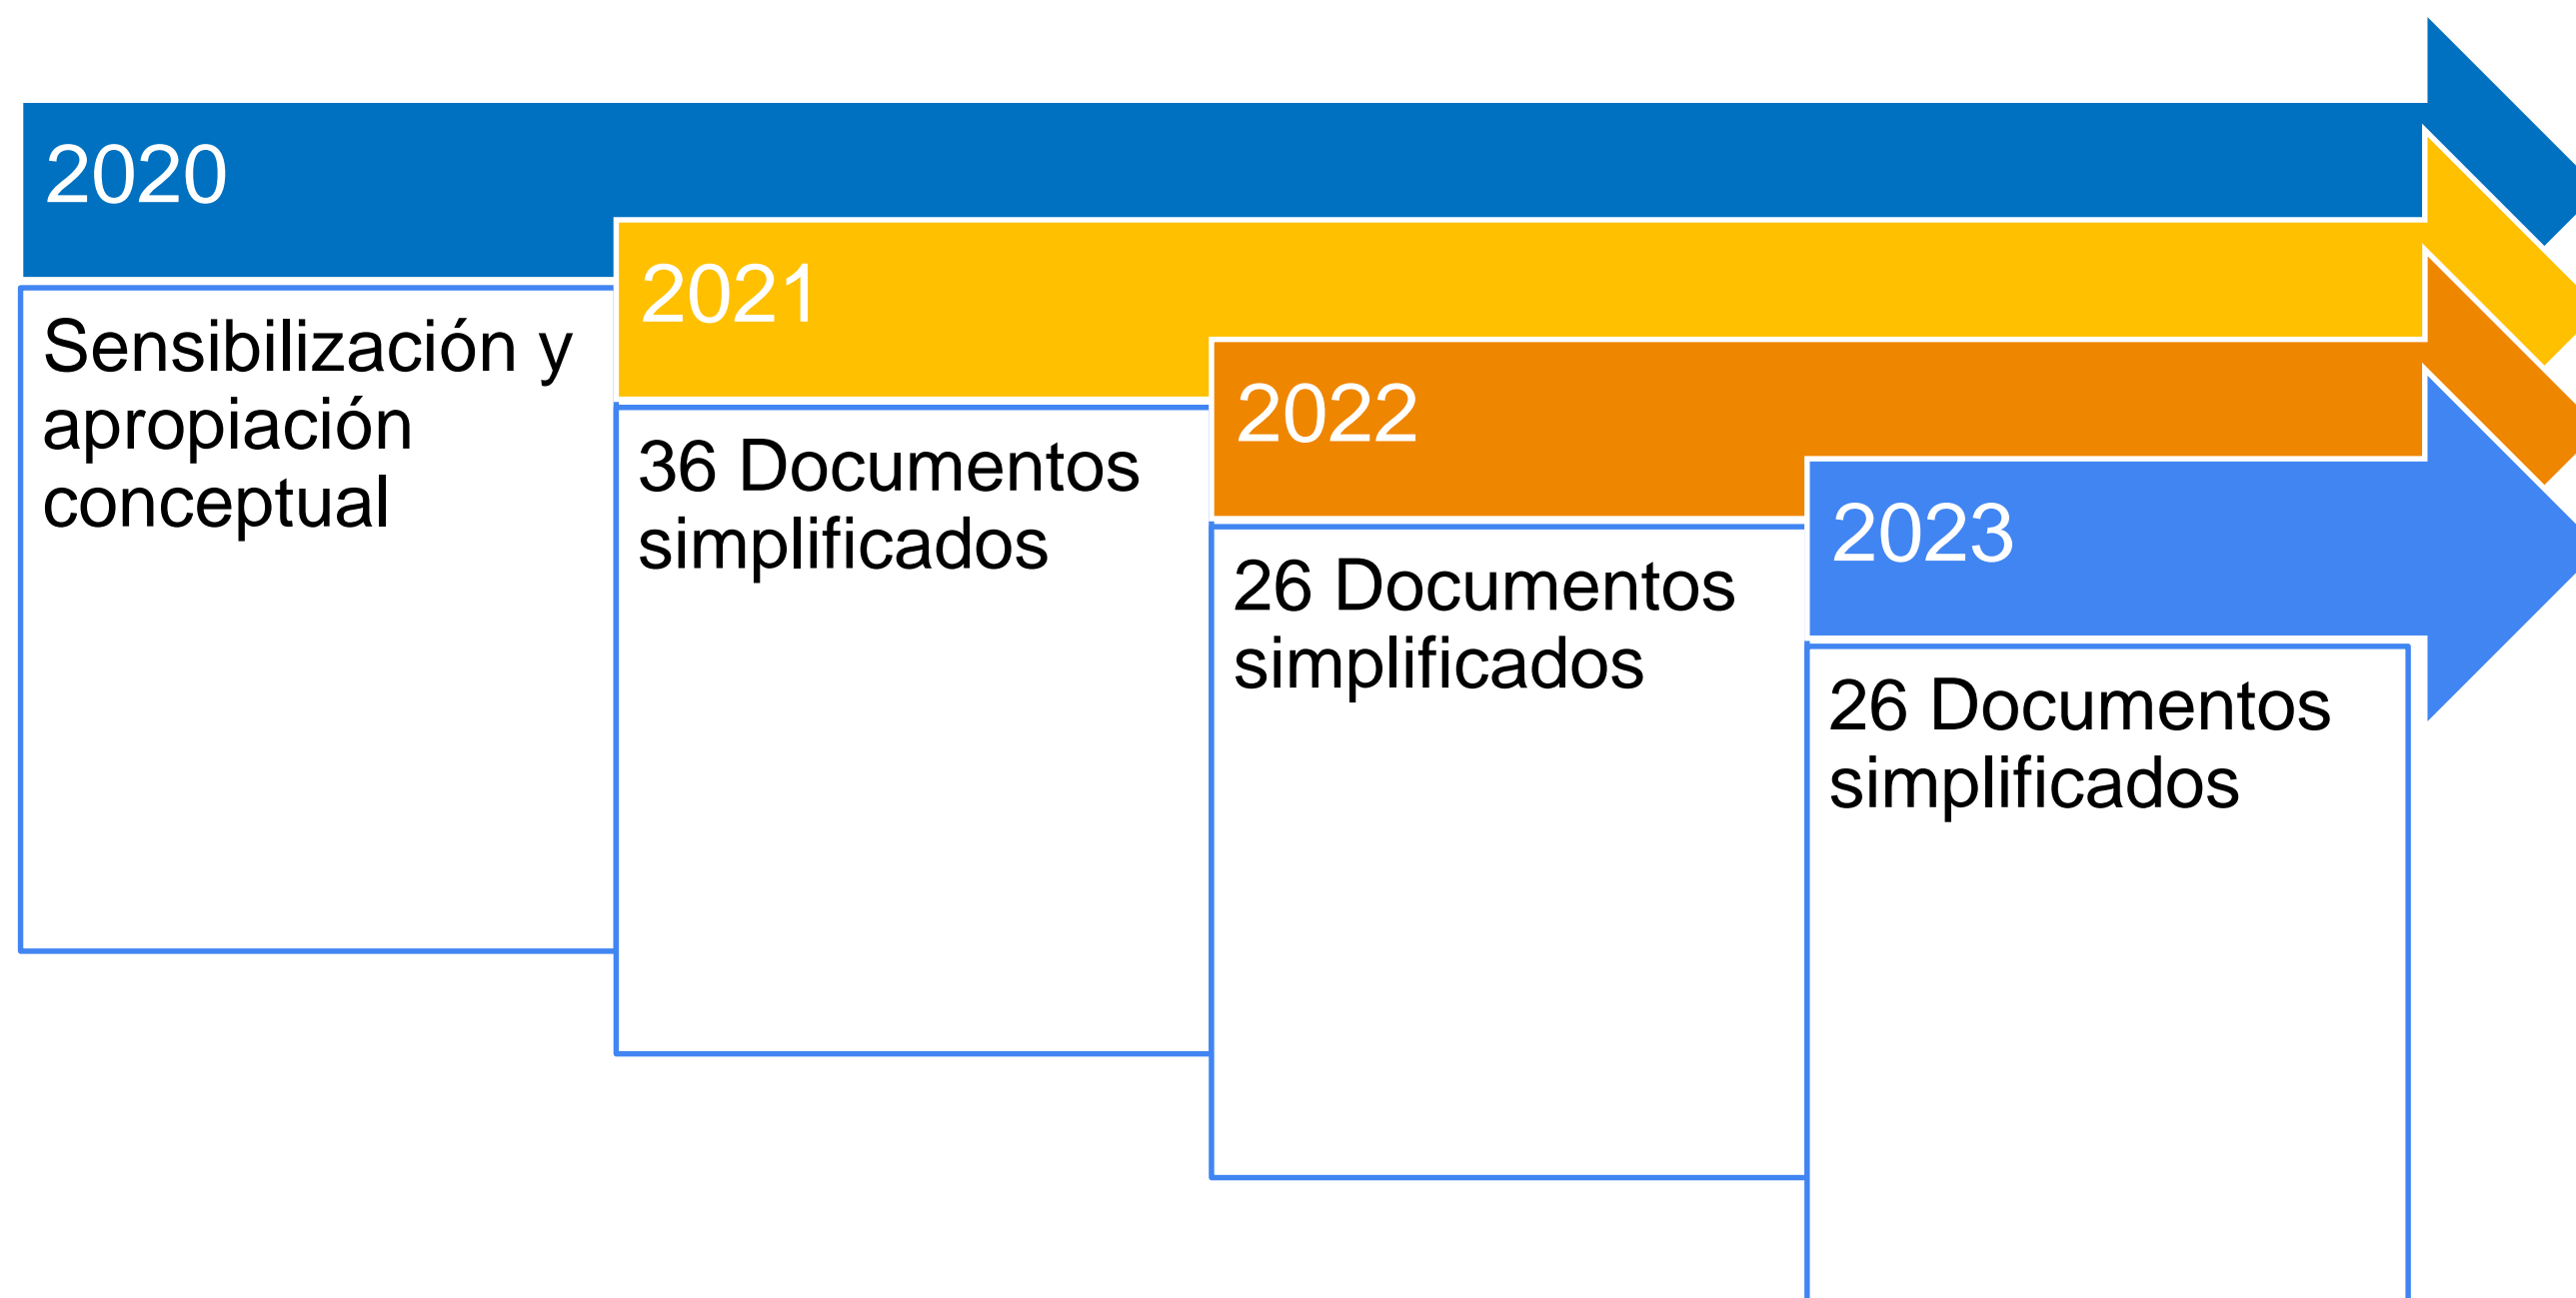 2020
Sensibilización y
apropiación
conceptual
2021
36 Documentos
simplificados
2022
26 Documentos
simplificados
2023
26 Documentos
simplificados